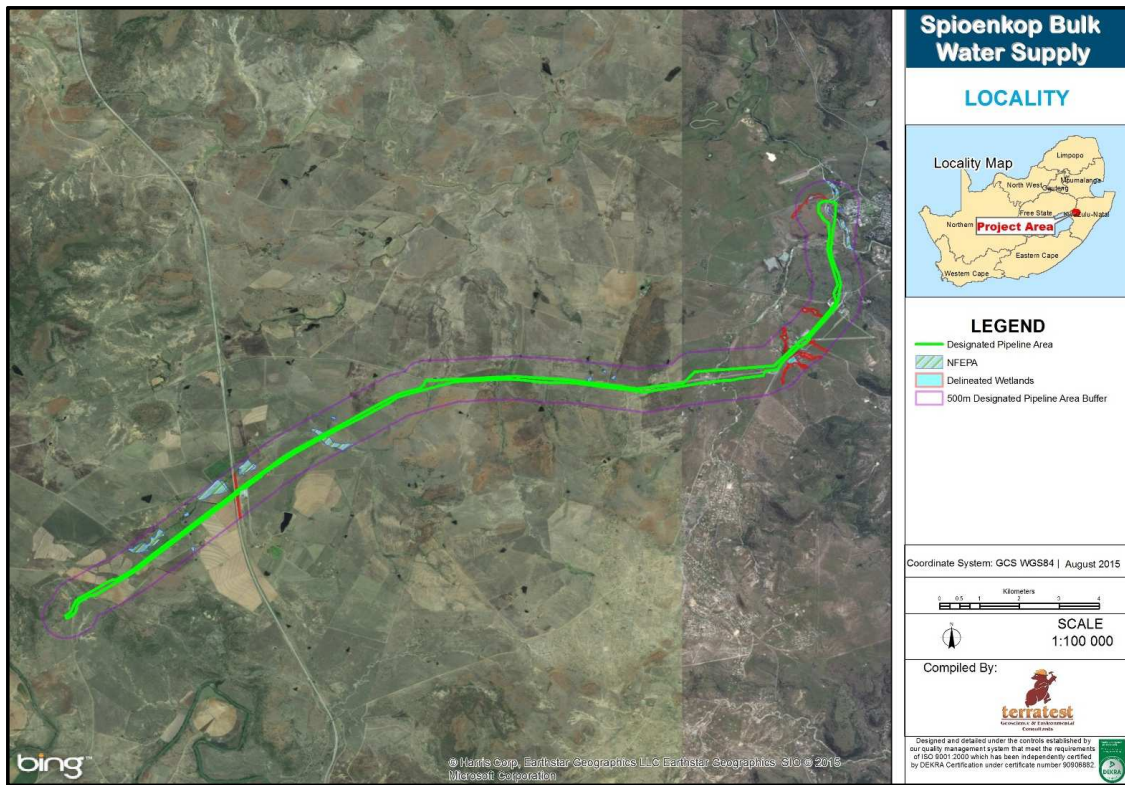 Spioenkop Bulk
Water Supply
LOCALITY
Locality Map
Limpopo
North West
Free State
Northern
Project Area
Eastern Cape
Western Cape
LEGEND
Designated Pipeline Area
NFEPA
Delineated Wetlands
500m Designated Pipeline Area Buffer
Coordinate System: GCS WGS84 | August 2015
Kilometers
0 0.5 1 2 3 4
N
SCALE
1:100 000
Compiled By:
terratest
Geoscience & Environmental
Consultants
Designed and detailed under the controls established by
our quality management system that meet the requirements
of ISO 9001:2000 which has been independently certified
by DEKRA Certification under certificate number 90906882.
DEKRA
bing™
© Harris Corp, Earthstar Geographics LLC Earthstar Geographics SIO © 2015
Microsoft Corporation